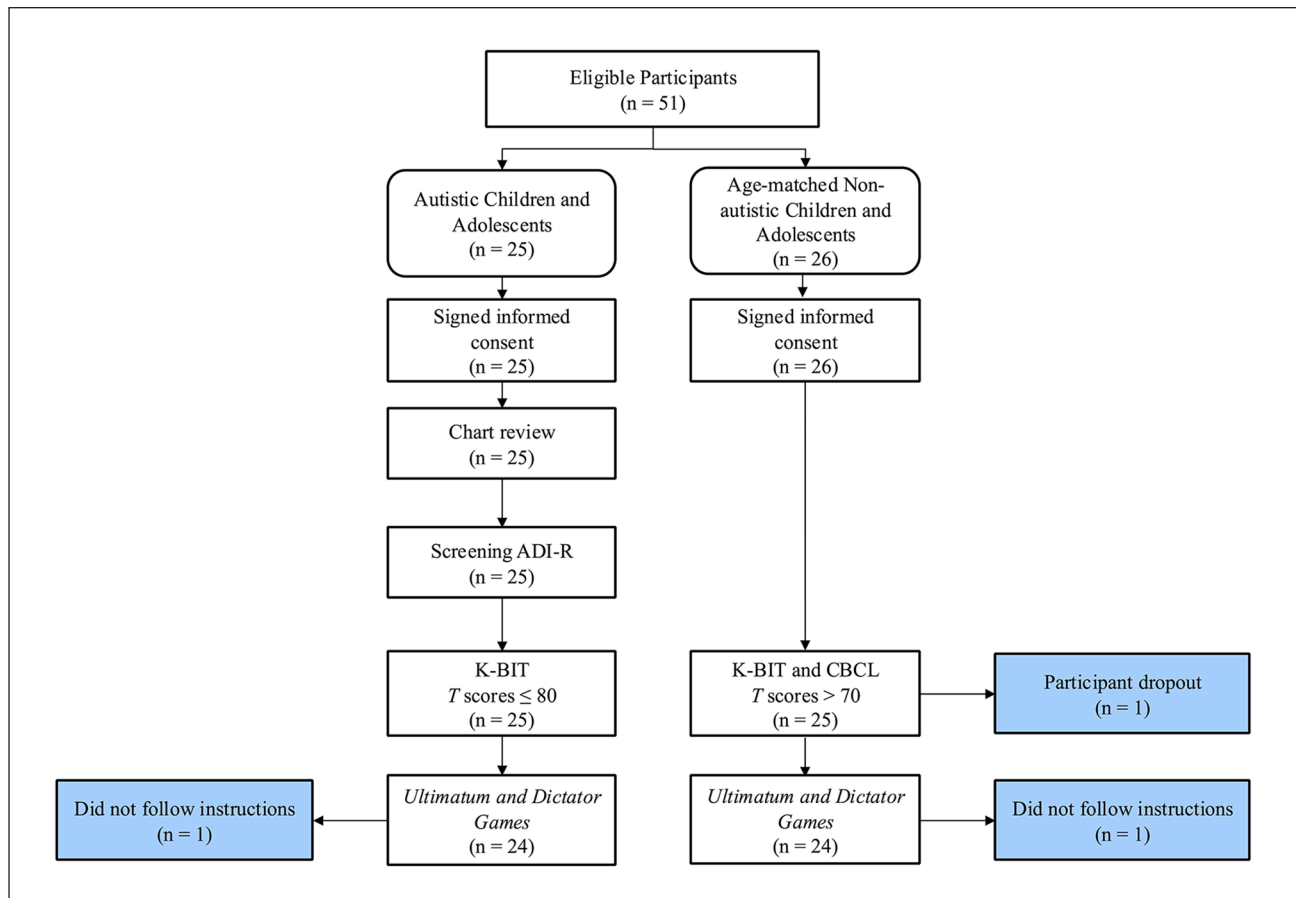 Eligible Participants
(n = 51)
Autistic Children and
Adolescents
(n = 25)
Age-matched Non-
autistic Children and
Adolescents
(n = 26)
Signed informed
consent
(n = 25)
Signed informed
consent
(n = 26)
Chart review
(n = 25)
Screening ADI-R
(n = 25)
K-BIT
T scores ≤ 80
(n = 25)
K-BIT and CBCL
T scores > 70
(n = 25)
Participant dropout
(n = 1)
Did not follow instructions
(n = 1)
Ultimatum and Dictator
Games
(n = 24)
Ultimatum and Dictator
Games
(n = 24)
Did not follow instructions
(n = 1)